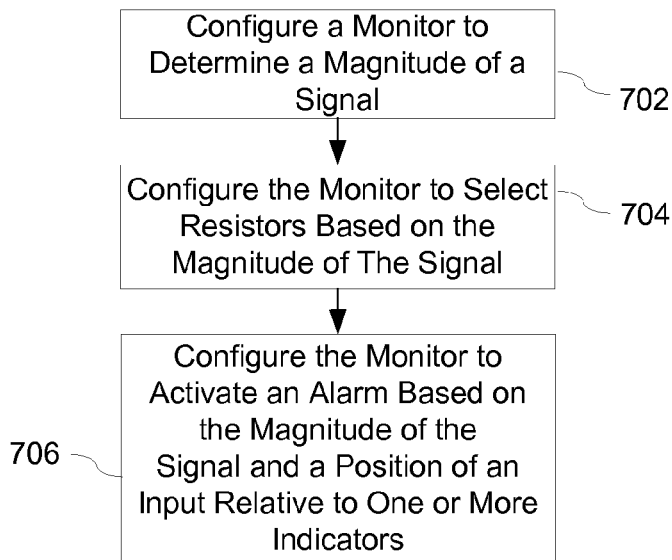 Configure a Monitor to
Determine a Magnitude of a
Signal
702
Configure the Monitor to Select
Resistors Based on the
Magnitude of The Signal
704
Configure the Monitor to
Activate an Alarm Based on
the Magnitude of the
Signal and a Position of an
Input Relative to One or More
Indicators
706